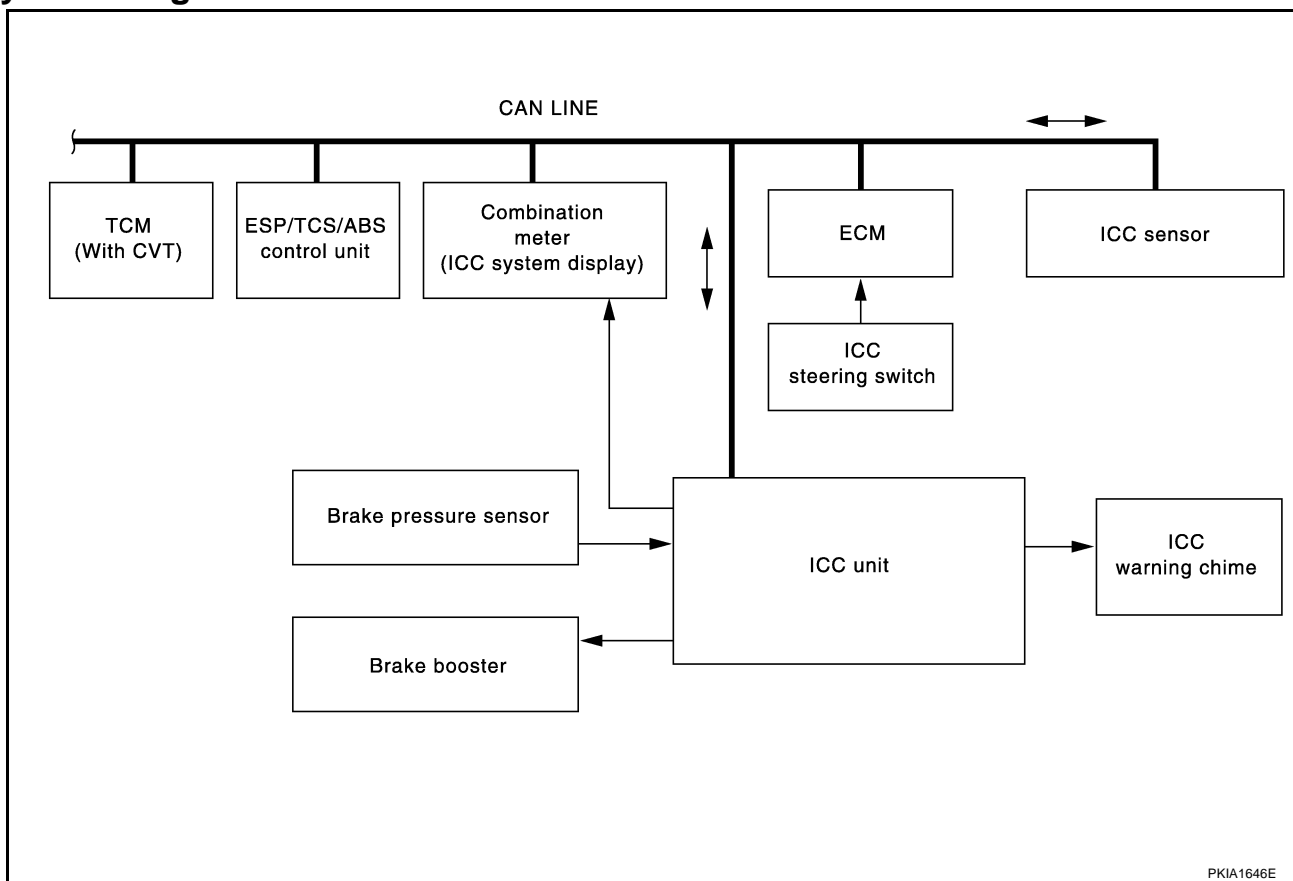 CAN LINE
TCM
(With CVT)
ESP/TCS/ABS
control unit
Combination
meter
(ICC system display)
ECM
ICC sensor
ICC
steering switch
Brake pressure sensor
ICC unit
ICC
warning chime
Brake booster
PKIA1646E